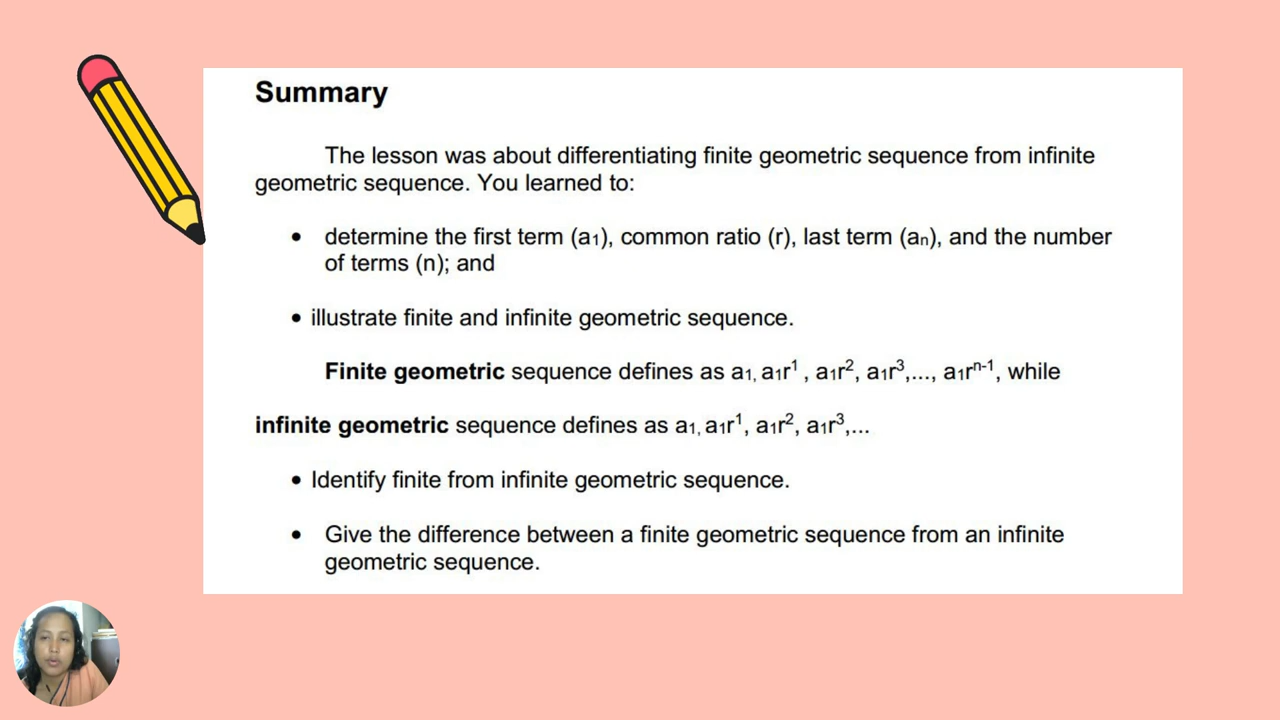 Summary
The lesson was about differentiating finite geometric sequence from infinite
geometric sequence. You learned to:
• determine the first term (a₁), common ratio (r), last term (aₙ), and the number
of terms (n); and
• illustrate finite and infinite geometric sequence.
Finite geometric sequence defines as a₁, a₁r¹ , a₁r², a₁r³,..., a₁rⁿ⁻¹, while
infinite geometric sequence defines as a₁, a₁r¹, a₁r², a₁r³,...
• Identify finite from infinite geometric sequence.
• Give the difference between a finite geometric sequence from an infinite
geometric sequence.